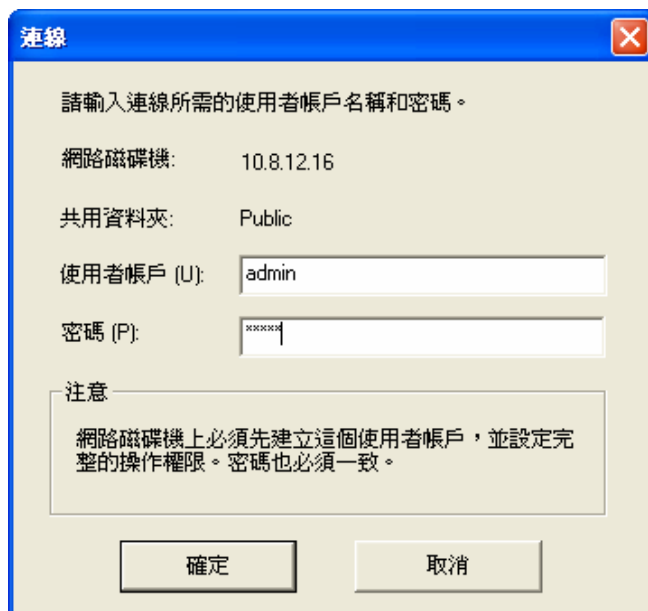 連線
請輸入連線所需的使用者帳戶名稱和密碼。
網路磁碟機: 10.8.12.16
共用資料夾: Public
使用者帳戶 (U): admin
密碼 (P): *****
注意
網路磁碟機上必須先建立這個使用者帳戶，並設定完
整的操作權限。密碼也必須一致。
確定 取消